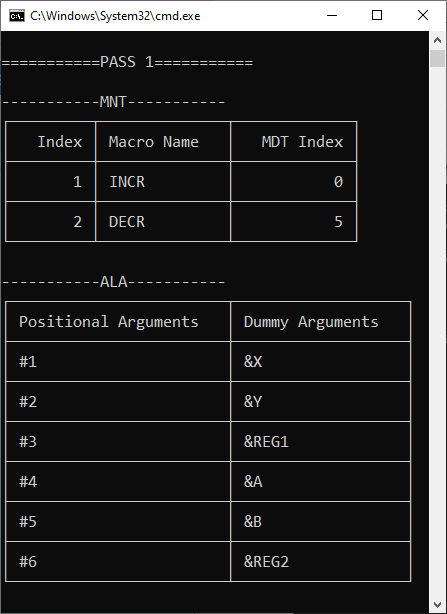 C:\Windows\System32\cmd.exe
===========PASS 1===========
-----------MNT-----------
Index Macro Name MDT Index
1 INCR 0
2 DECR 5
-----------ALA-----------
Positional Arguments Dummy Arguments
#1 &X
#2 &Y
#3 &REG1
#4 &A
#5 &B
#6 &REG2